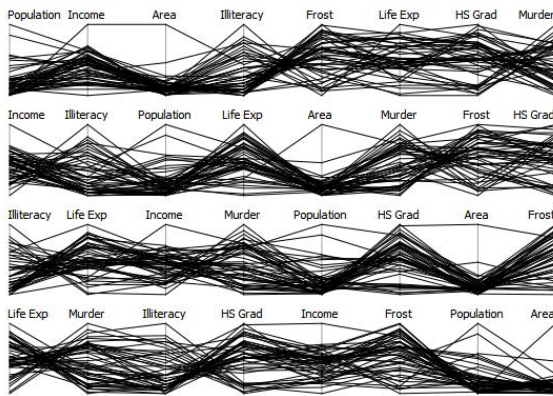 Population Income Area Illiteracy Frost Life Exp HS Grad Murder
Income Illiteracy Population Life Exp Area Murder Frost HS Grad
Illiteracy Life Exp Income Murder Population HS Grad Area Frost
Life Exp Murder Illiteracy HS Grad Income Frost Population Area